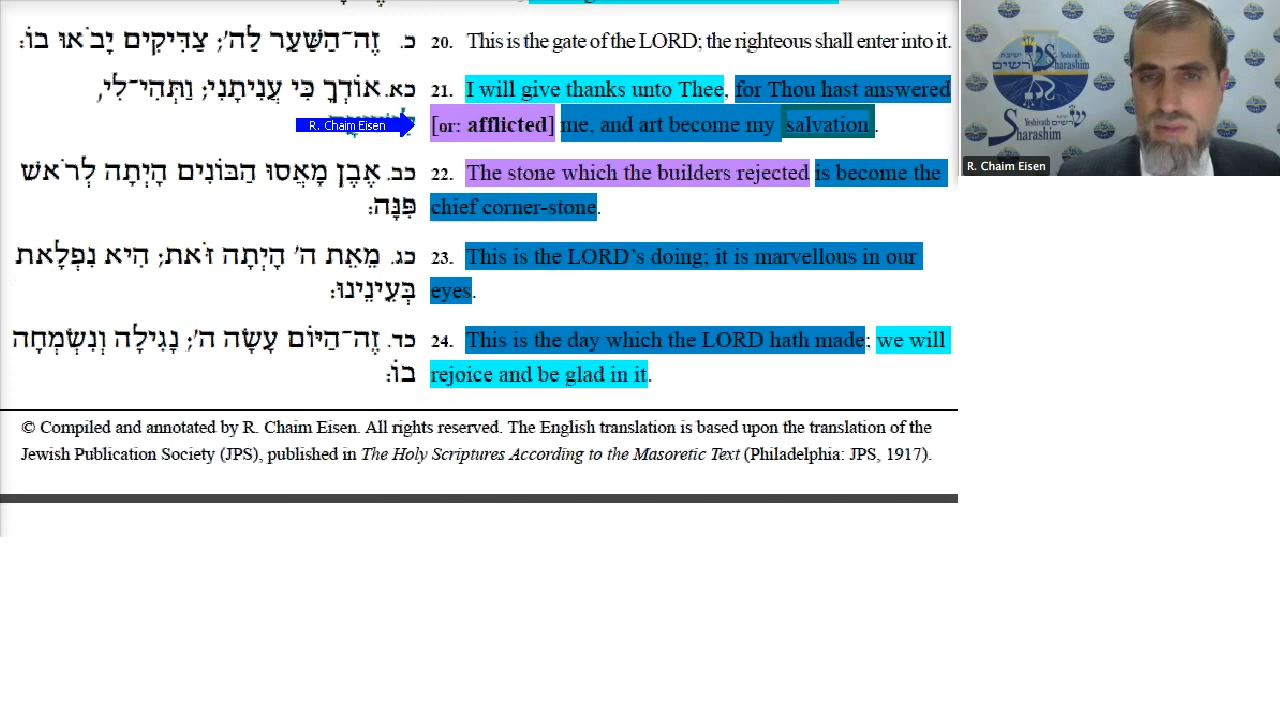 כ. זֶה־הַשַּׁעַר לַה'; צַדִּיקִים יָבֹאוּ בוֹ:
20. This is the gate of the LORD; the righteous shall enter into it.
כא. אוֹדְךָ כִּי עֲנִיתָנִי; וַתְּהִי־לִי,
21. I will give thanks unto Thee, for Thou hast answered
R. Chaim Eisen
[or: afflicted] me, and art become my salvation.
כב. אֶבֶן מָאֲסוּ הַבּוֹנִים הָיְתָה לְרֹאשׁ
פִּנָּה:
22. The stone which the builders rejected is become the
chief corner-stone.
כג. מֵאֵת ה' הָיְתָה זֹּאת; הִיא נִפְלָאת
בְּעֵינֵינוּ:
23. This is the LORD’s doing; it is marvellous in our
eyes.
כד. זֶה־הַיּוֹם עָשָׂה ה'; נָגִילָה וְנִשְׂמְחָה
בוֹ:
24. This is the day which the LORD hath made; we will
rejoice and be glad in it.
© Compiled and annotated by R. Chaim Eisen. All rights reserved. The English translation is based upon the translation of the
Jewish Publication Society (JPS), published in The Holy Scriptures According to the Masoretic Text (Philadelphia: JPS, 1917).
ישיבת
שרשים
Sharashim
Yeshivath
Sharashim
R. Chaim Eisen